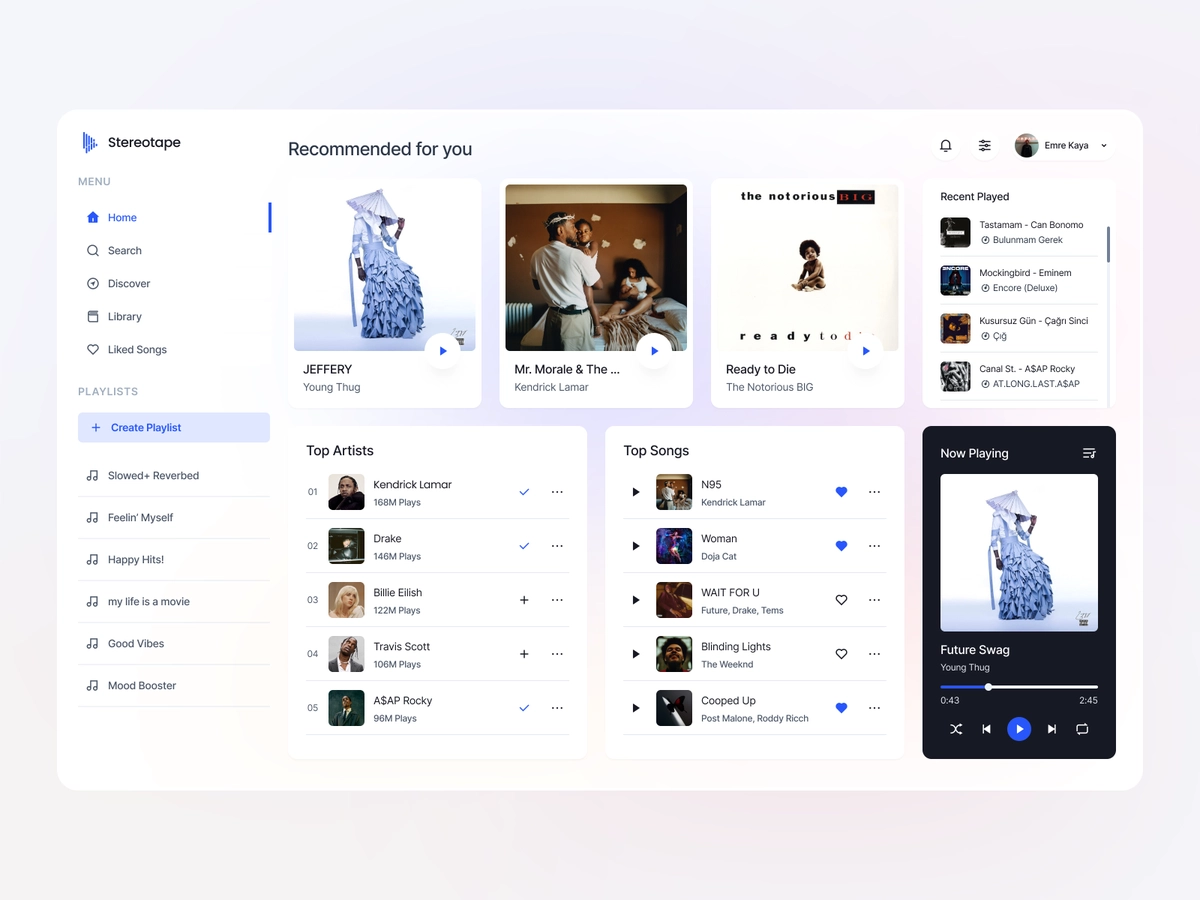 Stereotape
MENU
Home
Search
Discover
Library
Liked Songs
PLAYLISTS
Create Playlist
Slowed+ Reverbed
Feelin' Myself
Happy Hits!
my life is a movie
Good Vibes
Mood Booster
Recommended for you
Emre Kaya
JEFFERY
Young Thug
Mr. Morale & The ...
Kendrick Lamar
the notorious BIG
ready to di
Ready to Die
The Notorious BIG
Recent Played
Tastamam - Can Bonomo
Bulunmam Gerek
ENCORE
Mockingbird - Eminem
Encore (Deluxe)
Kusursuz Gün - Çağrı Sinci
Çığ
Canal St. - A$AP Rocky
AT.LONG.LAST.A$AP
Top Artists
01
Kendrick Lamar
168M Plays
02
Drake
146M Plays
03
Billie Eilish
122M Plays
04
Travis Scott
106M Plays
05
A$AP Rocky
96M Plays
Top Songs
N95
Kendrick Lamar
Woman
Doja Cat
WAIT FOR U
Future, Drake, Tems
Blinding Lights
The Weeknd
Cooped Up
Post Malone, Roddy Ricch
Now Playing
Future Swag
Young Thug
0:43
2:45